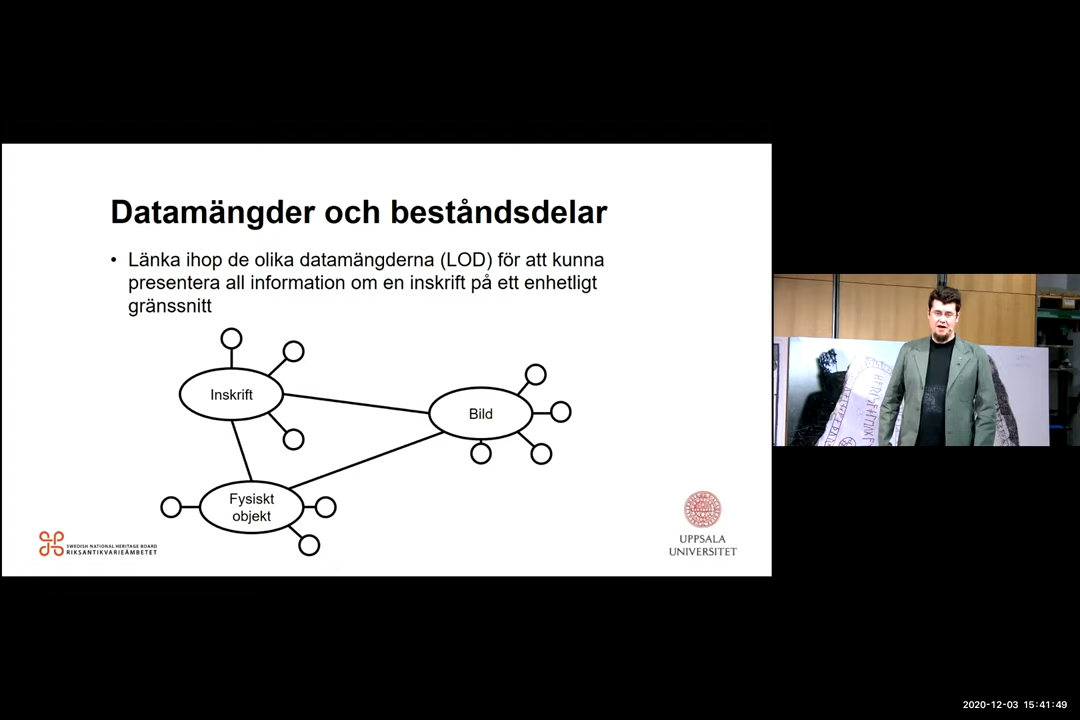 Datamängder och beståndsdelar
• Länka ihop de olika datamängderna (LOD) för att kunna
presentera all information om en inskrift på ett enhetligt
gränssnitt
Inskrift
Bild
Fysiskt
objekt
SWEDISH NATIONAL HERITAGE BOARD
RIKSANTIKVARIEÄMBETET
UPPSALA
UNIVERSITET
2020-12-03 15:41:49